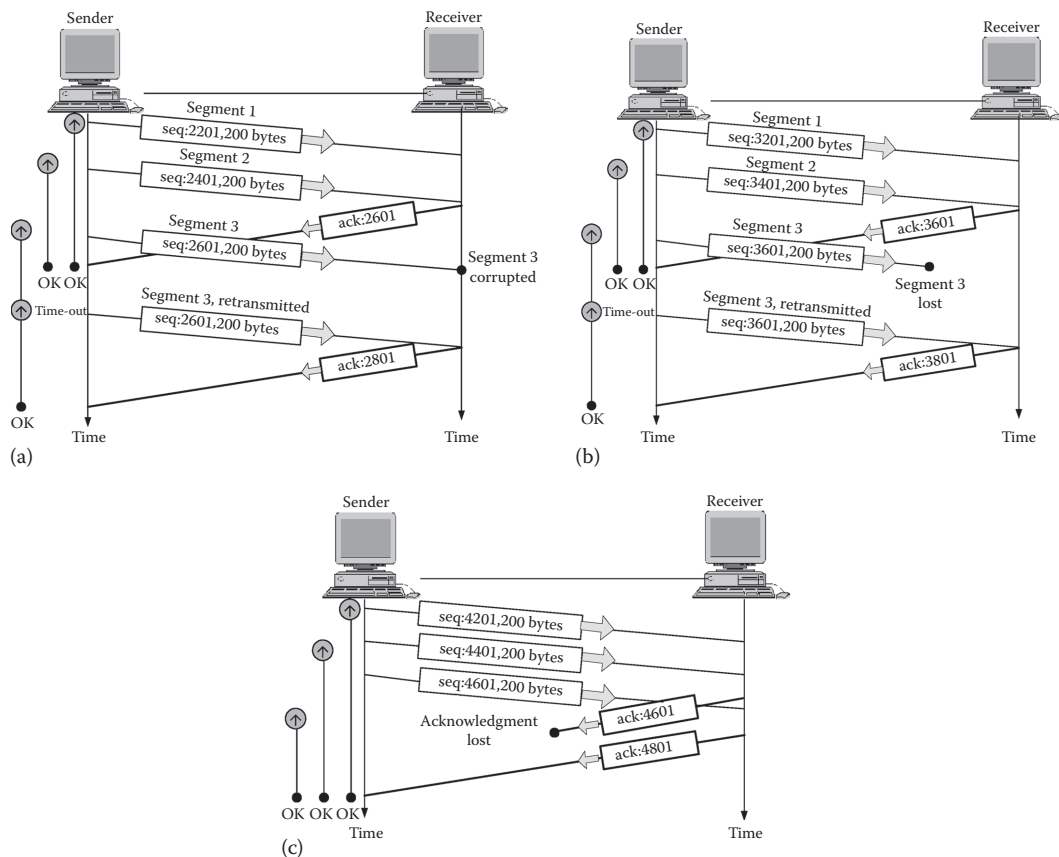 Sender
Receiver
Segment 1
seq:2201,200 bytes
Segment 2
seq:2401,200 bytes
ack:2601
Segment 3
seq:2601,200 bytes
Segment 3
corrupted
OK OK
Time-out
Segment 3, retransmitted
seq:2601,200 bytes
ack:2801
OK
Time
Time
(a)
Sender
Receiver
Segment 1
seq:3201,200 bytes
Segment 2
seq:3401,200 bytes
ack:3601
Segment 3
seq:3601,200 bytes
Segment 3
lost
OK OK
Time-out
Segment 3, retransmitted
seq:3601,200 bytes
ack:3801
OK
Time
Time
(b)
Sender
Receiver
seq:4201,200 bytes
seq:4401,200 bytes
seq:4601,200 bytes
ack:4601
Acknowledgment
lost
ack:4801
OK OK OK
Time
Time
(c)